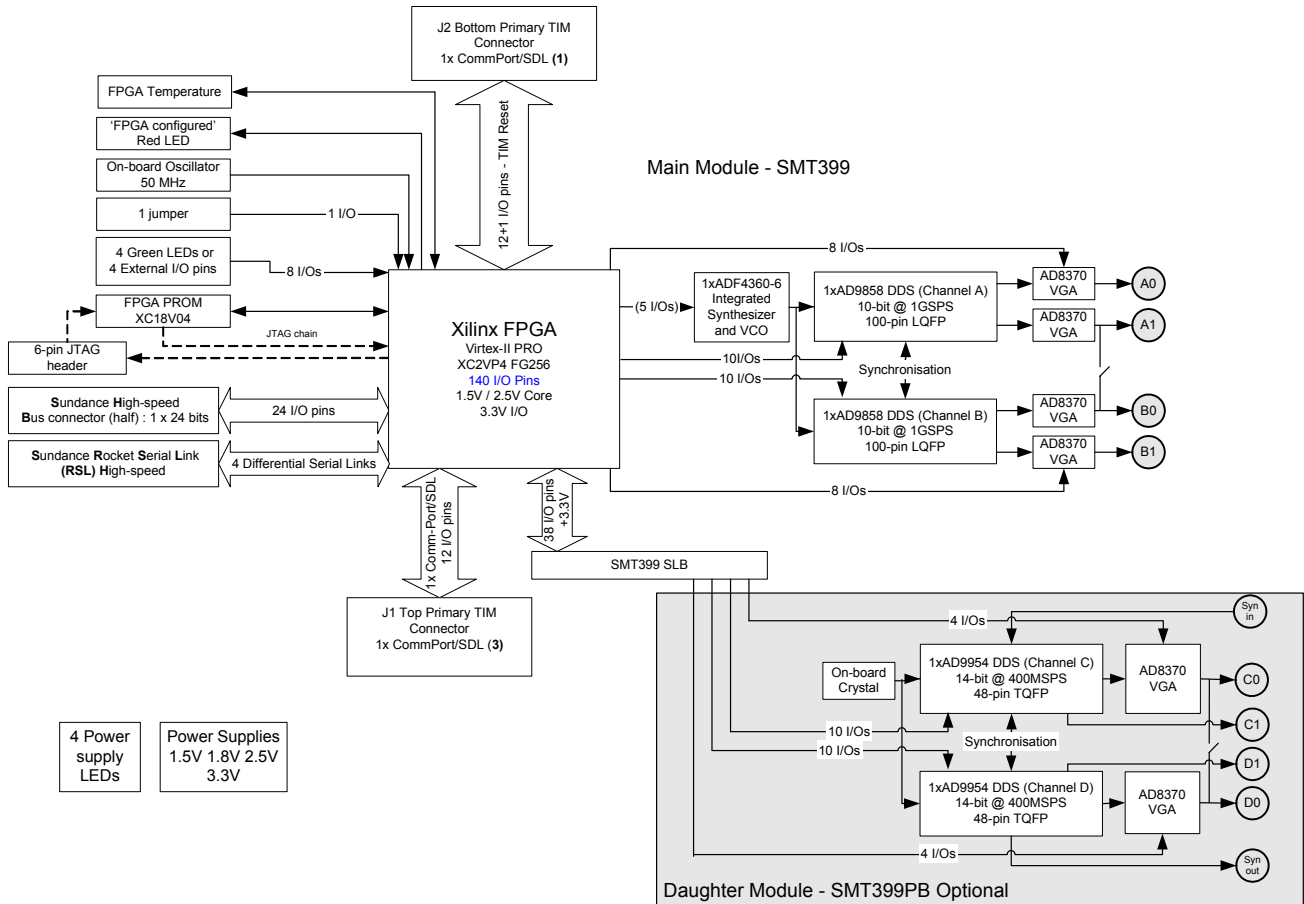 J2 Bottom Primary TIM
Connector
1x CommPort/SDL (1)
FPGA Temperature
'FPGA configured'
Red LED
On-board Oscillator
50 MHz
1 jumper
1 I/O
4 Green LEDs or
4 External I/O pins
8 I/Os
FPGA PROM
XC18V04
JTAG chain
6-pin JTAG
header
Sundance High-speed
Bus connector (half) : 1 x 24 bits
24 I/O pins
Sundance Rocket Serial Link
(RSL) High-speed
4 Differential Serial Links
12+1 I/O pins - TIM Reset
Main Module - SMT399
Xilinx FPGA
Virtex-II PRO
XC2VP4 FG256
140 I/O Pins
1.5V / 2.5V Core
3.3V I/O
8 I/Os
(5 I/Os)
1xADF4360-6
Integrated
Synthesizer
and VCO
1xAD9858 DDS (Channel A)
10-bit @ 1GSPS
100-pin LQFP
AD8370
VGA
A0
AD8370
VGA
A1
10I/Os
Synchronisation
10 I/Os
1xAD9858 DDS (Channel B)
10-bit @ 1GSPS
100-pin LQFP
AD8370
VGA
B0
AD8370
VGA
B1
8 I/Os
1x Comm-Port/SDL
12 I/O pins
38 I/O pins
+3.3V
SMT399 SLB
J1 Top Primary TIM
Connector
1x CommPort/SDL (3)
Syn
in
4 I/Os
On-board
Crystal
1xAD9954 DDS (Channel C)
14-bit @ 400MSPS
48-pin TQFP
AD8370
VGA
C0
C1
10 I/Os
Synchronisation
10 I/Os
D1
1xAD9954 DDS (Channel D)
14-bit @ 400MSPS
48-pin TQFP
AD8370
VGA
D0
4 I/Os
Syn
out
Daughter Module - SMT399PB Optional
4 Power
supply
LEDs
Power Supplies
1.5V 1.8V 2.5V
3.3V